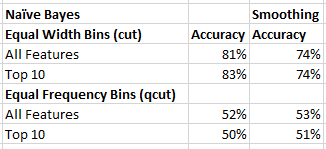 Naïve Bayes Smoothing
Equal Width Bins (cut) Accuracy Accuracy
All Features 81% 74%
Top 10 83% 74%
Equal Frequency Bins (qcut)
All Features 52% 53%
Top 10 50% 51%